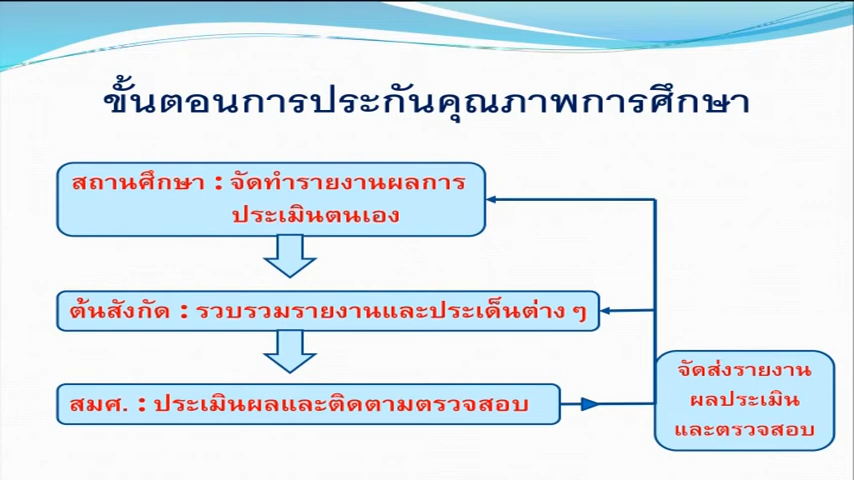 ขั้นตอนการประกันคุณภาพการศึกษา
สถานศึกษา : จัดทำรายงานผลการ
ประเมินตนเอง
ต้นสังกัด : รวบรวมรายงานและประเด็นต่าง ๆ
สมศ. : ประเมินผลและติดตามตรวจสอบ
จัดส่งรายงาน
ผลประเมิน
และตรวจสอบ